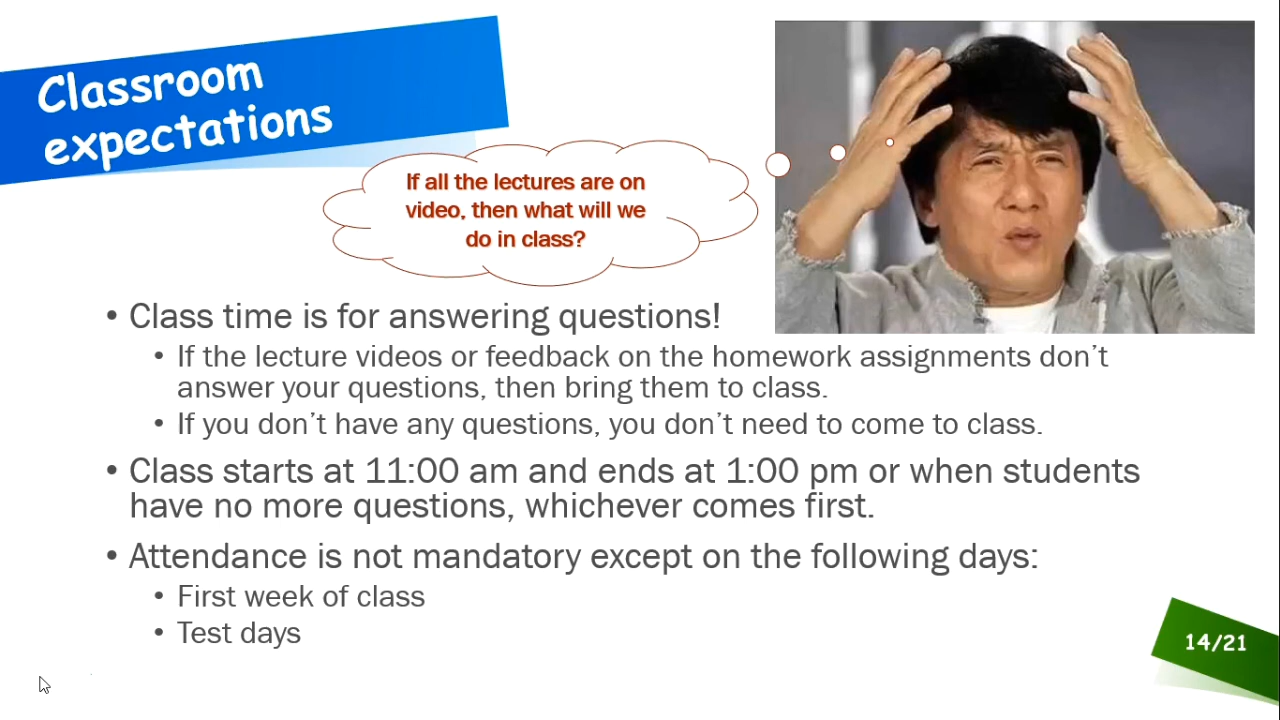 Classroom
expectations
If all the lectures are on
video, then what will we
do in class?
• Class time is for answering questions!
• If the lecture videos or feedback on the homework assignments don’t
answer your questions, then bring them to class.
• If you don’t have any questions, you don’t need to come to class.
• Class starts at 11:00 am and ends at 1:00 pm or when students
have no more questions, whichever comes first.
• Attendance is not mandatory except on the following days:
• First week of class
• Test days
14/21